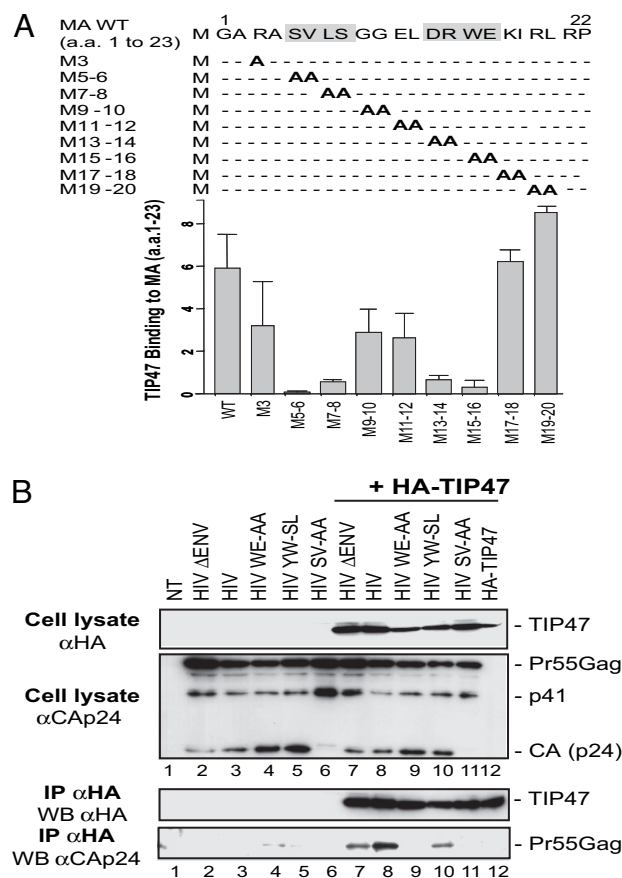 A
1 22
MA WT M GA RA SV LS GG EL DR WE KI RL RP
(a.a. 1 to 23)
M3 M - - A - - - - - - - - - - - - - - - - - - -
M5-6 M - - - - AA - - - - - - - - - - - - - - - -
M7-8 M - - - - - - AA - - - - - - - - - - - - - -
M9 -10 M - - - - - - - - AA - - - - - - - - - - - -
M11 -12 M - - - - - - - - - - AA - - - - - - - - - -
M13 -14 M - - - - - - - - - - - - AA - - - - - - - -
M15 -16 M - - - - - - - - - - - - - - AA - - - - - -
M17 -18 M - - - - - - - - - - - - - - - - AA - - - -
M19 -20 M - - - - - - - - - - - - - - - - - - AA - -
TIP47 Binding to MA (a.a.1-23)
8
6
4
2
0
WT M3 M5-6 M7-8 M9-10 M11-12 M13-14 M15-16 M17-18 M19-20
B
+ HA-TIP47
NT HIV ΔENV HIV HIV WE-AA HIV YW-SL HIV SV-AA HIV ΔENV HIV HIV WE-AA HIV YW-SL HIV SV-AA HA-TIP47
Cell lysate
αHA
- TIP47
- Pr55Gag
Cell lysate
αCAp24
- p41
- CA (p24)
1 2 3 4 5 6 7 8 9 10 11 12
IP αHA
WB αHA
- TIP47
IP αHA
WB αCAp24
- Pr55Gag
1 2 3 4 5 6 7 8 9 10 11 12